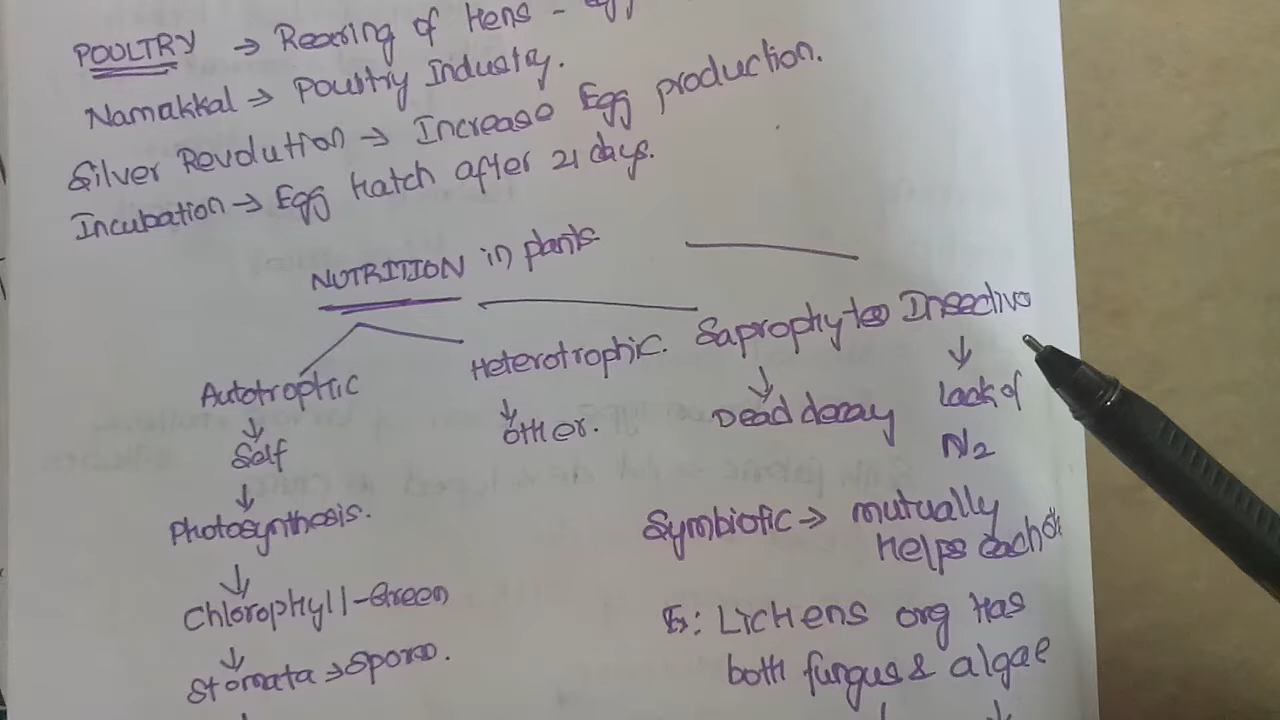 POULTRY → Rearing of Hens - Egg
Namakkal → Poultry Industry.
Silver Revolution → Increase Egg production.
Incubation → Egg Hatch after 21 days.
NUTRITION in plants
Autotrophic Heterotrophic. Saprophytes Insectivo
↓ Self ↓ other. ↓ Dead decay ↓ lack of N2
↓
Photosynthesis.
↓
Chlorophyll - Green
↓
Stomata → Spores.
Symbiotic → mutually
helps each
Ex: Lichens org Has
both fungus & algae